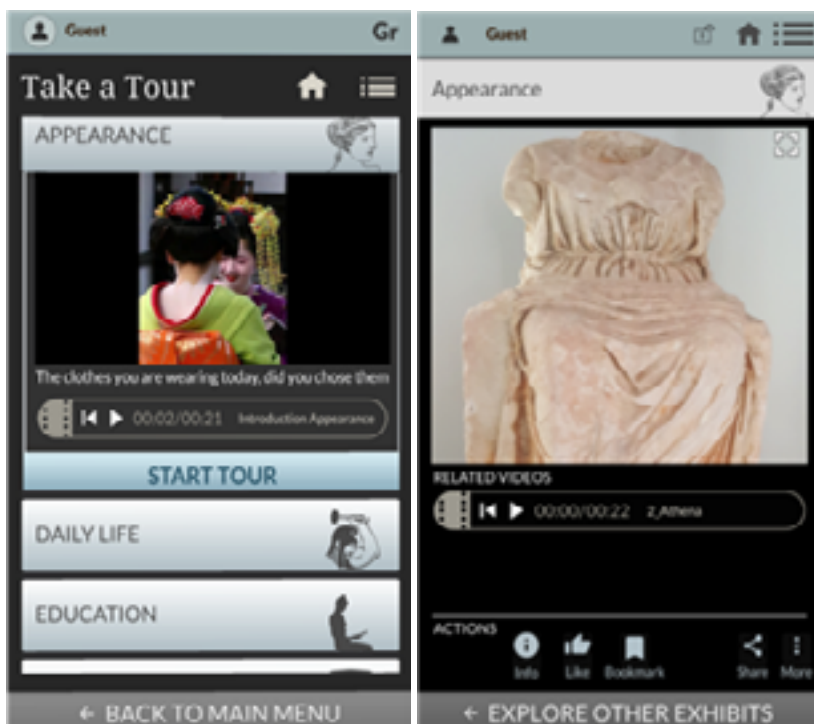 Guest Gr
Take a Tour
APPEARANCE
The clothes you are wearing today, did you chose them
00:02/00:21 Introduction Appearance
START TOUR
DAILY LIFE
EDUCATION
← BACK TO MAIN MENU
Guest
Appearance
RELATED VIDEOS
00:00/00:22 2_Athena
ACTIONS
Info Like Bookmark Share More
← EXPLORE OTHER EXHIBITS